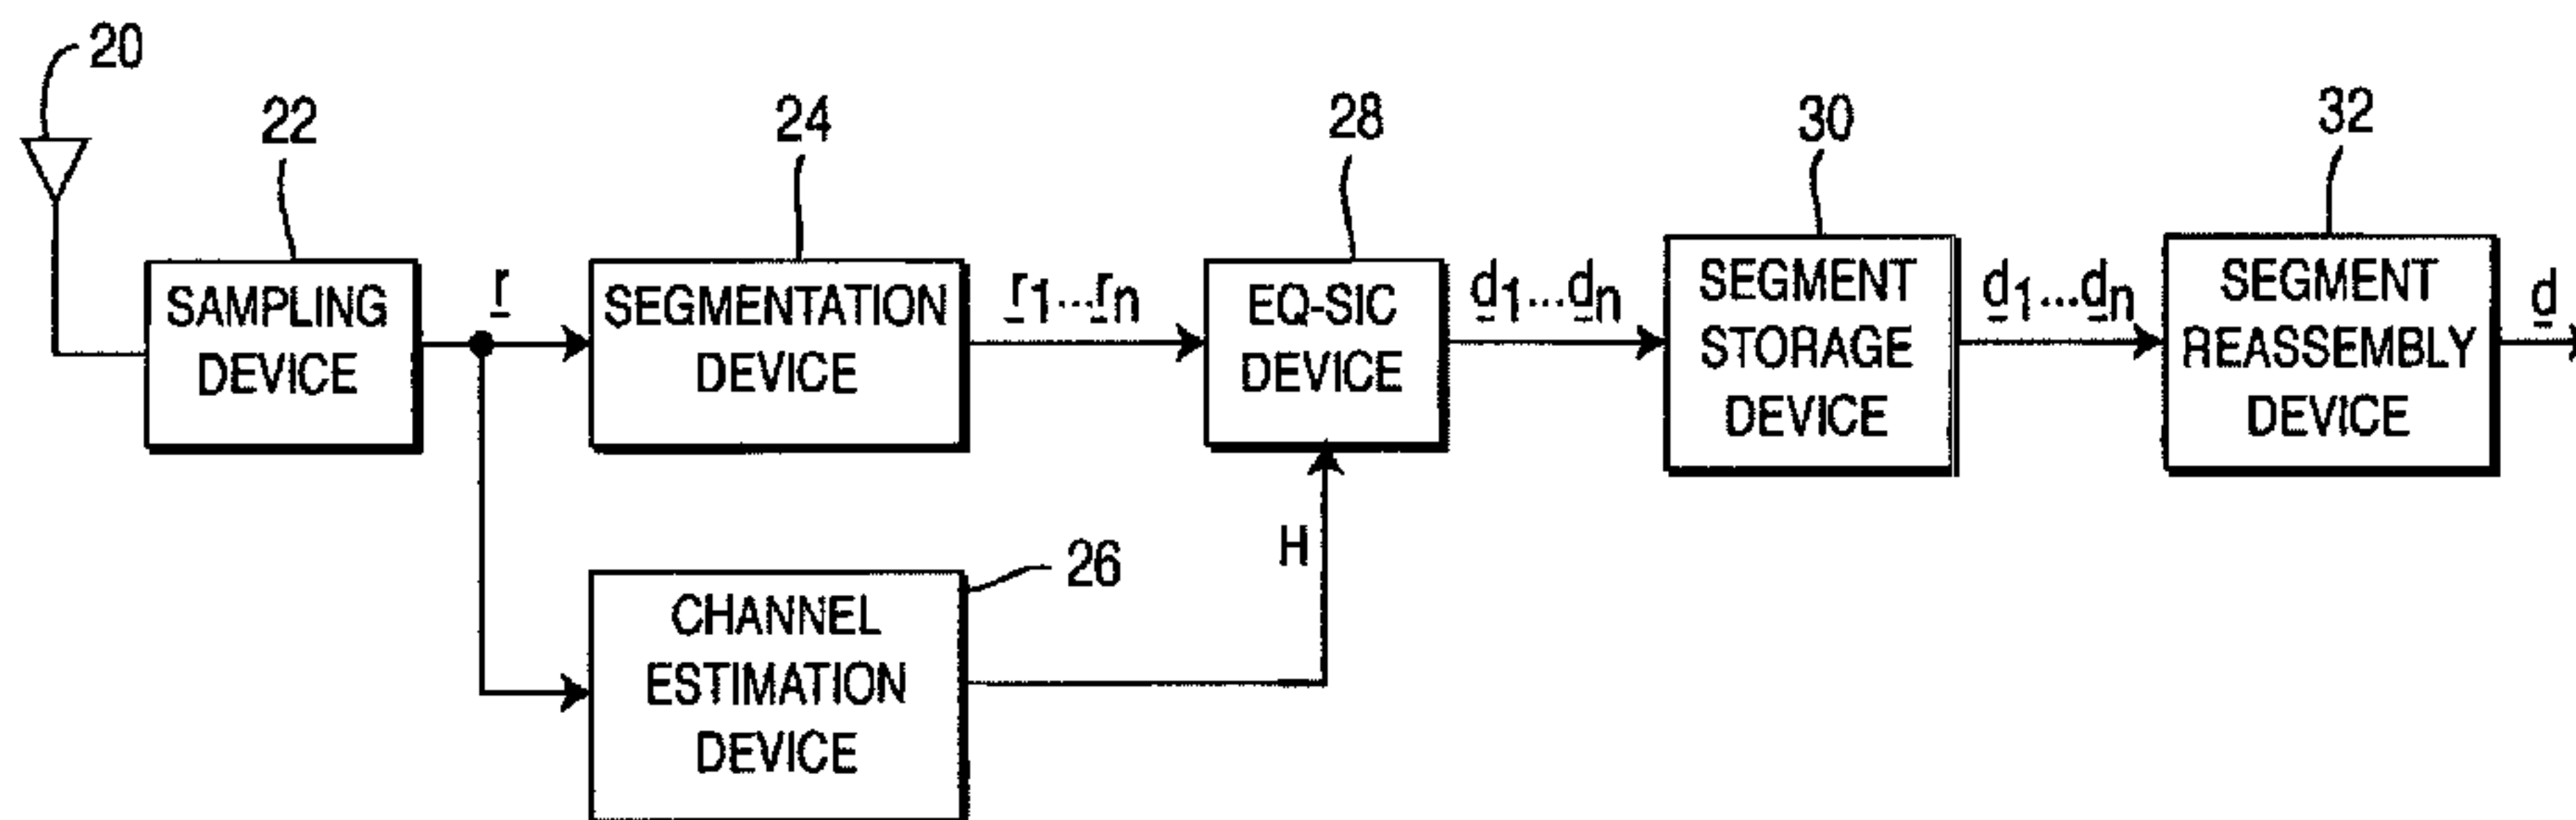 20
22
24
28
30
32
SAMPLING
DEVICE
r
SEGMENTATION
DEVICE
r1...rn
EQ-SIC
DEVICE
d1...dn
SEGMENT
STORAGE
DEVICE
d1...dn
SEGMENT
REASSEMBLY
DEVICE
d
H
26
CHANNEL
ESTIMATION
DEVICE